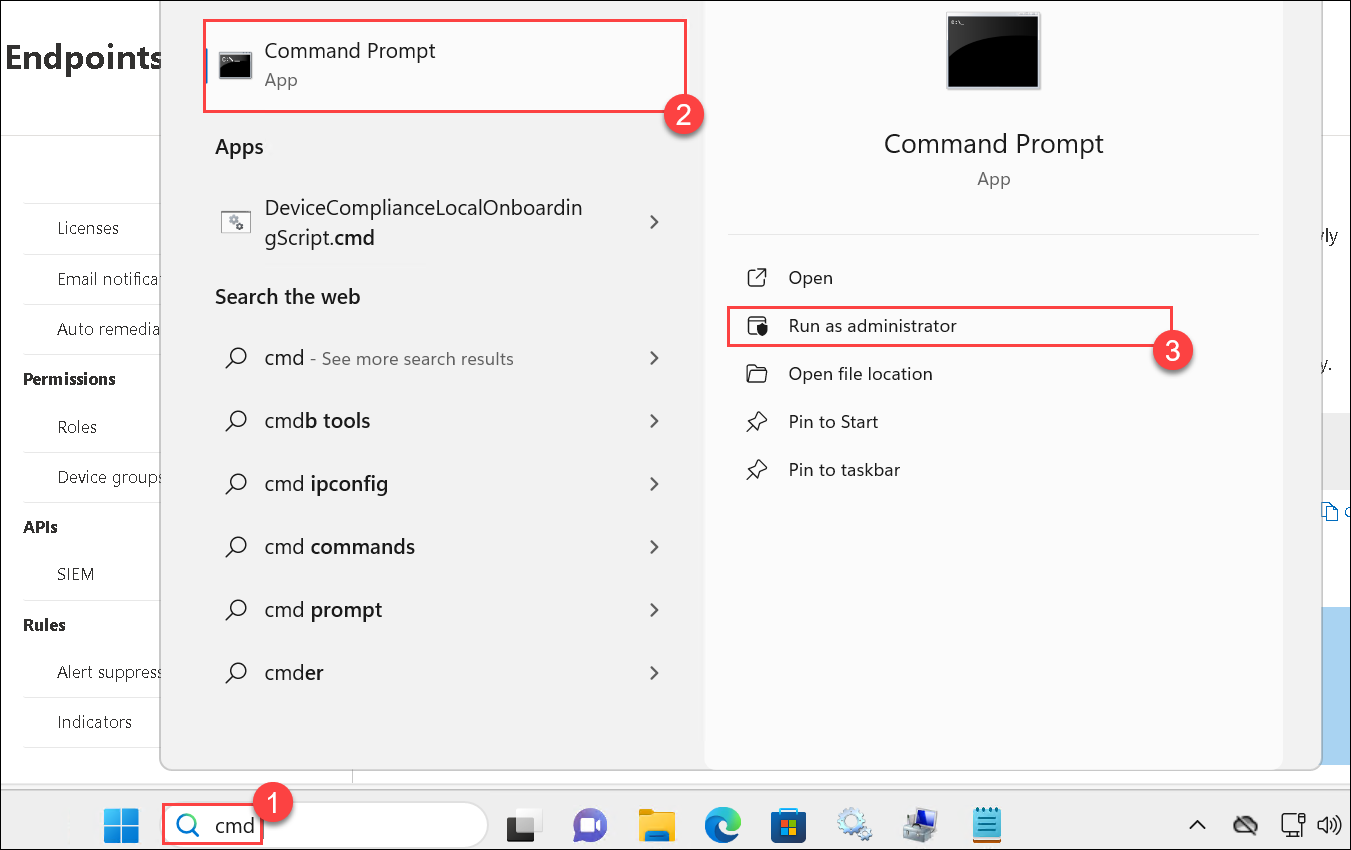 Endpoints
Licenses
Email notifica
Auto remedia
Permissions
Roles
Device groups
APIs
SIEM
Rules
Alert suppress
Indicators
Command Prompt
App
2
Apps
DeviceComplianceLocalOnboardin
gScript.cmd
Search the web
cmd - See more search results
cmdb tools
cmd ipconfig
cmd commands
cmd prompt
cmder
Command Prompt
App
Open
Run as administrator
3
Open file location
Pin to Start
Pin to taskbar
y.
1
cmd